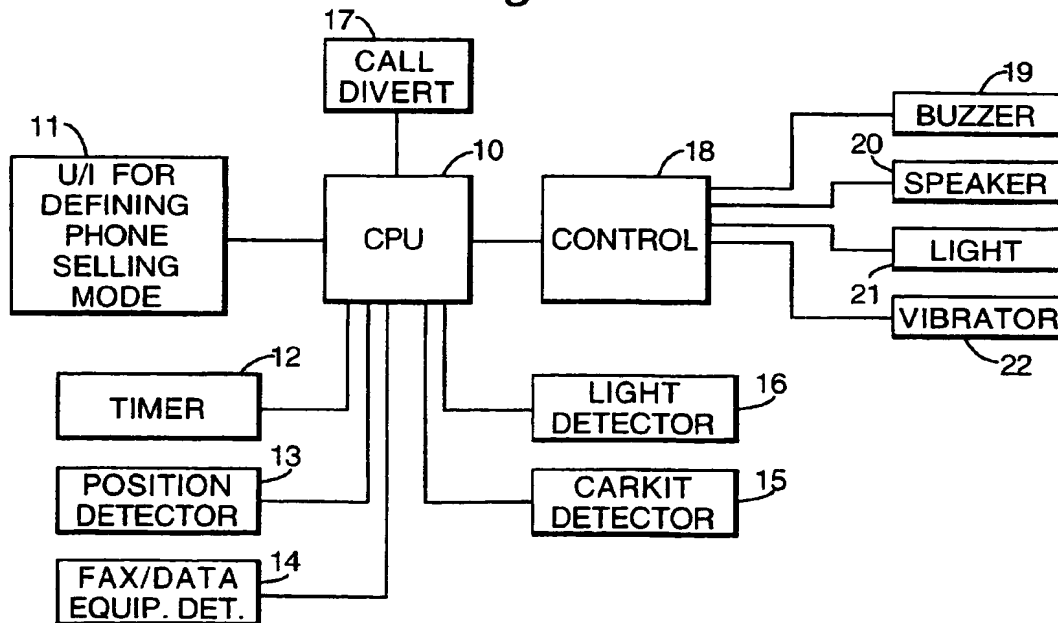 g
17
CALL
DIVERT
11
U/I FOR
DEFINING
PHONE
SELLING
MODE
10
CPU
18
CONTROL
19
BUZZER
20
SPEAKER
LIGHT
21
VIBRATOR
22
12
TIMER
13
POSITION
DETECTOR
14
FAX/DATA
EQUIP. DET.
LIGHT
DETECTOR
16
CARKIT
DETECTOR
15